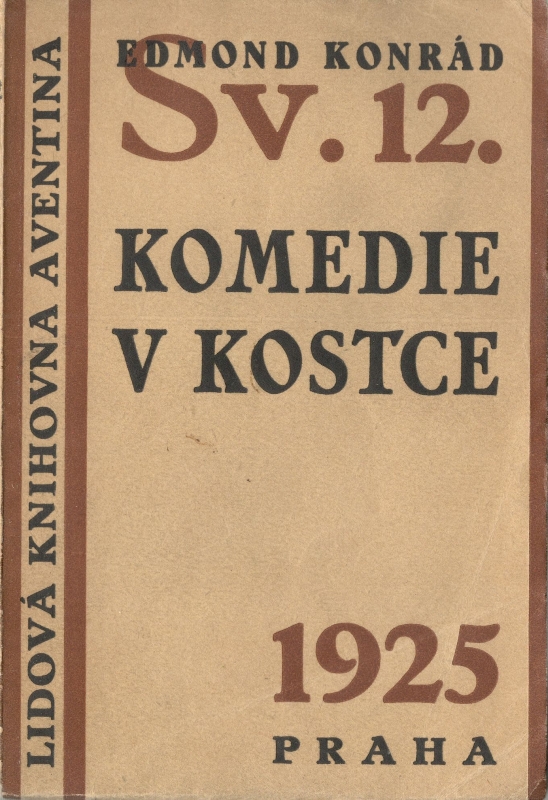 EDMOND KONRÁD
Sv. 12.
KOMEDIE
V KOSTCE
1925
PRAHA
LIDOVÁ KNIHOVNA AVENTINA